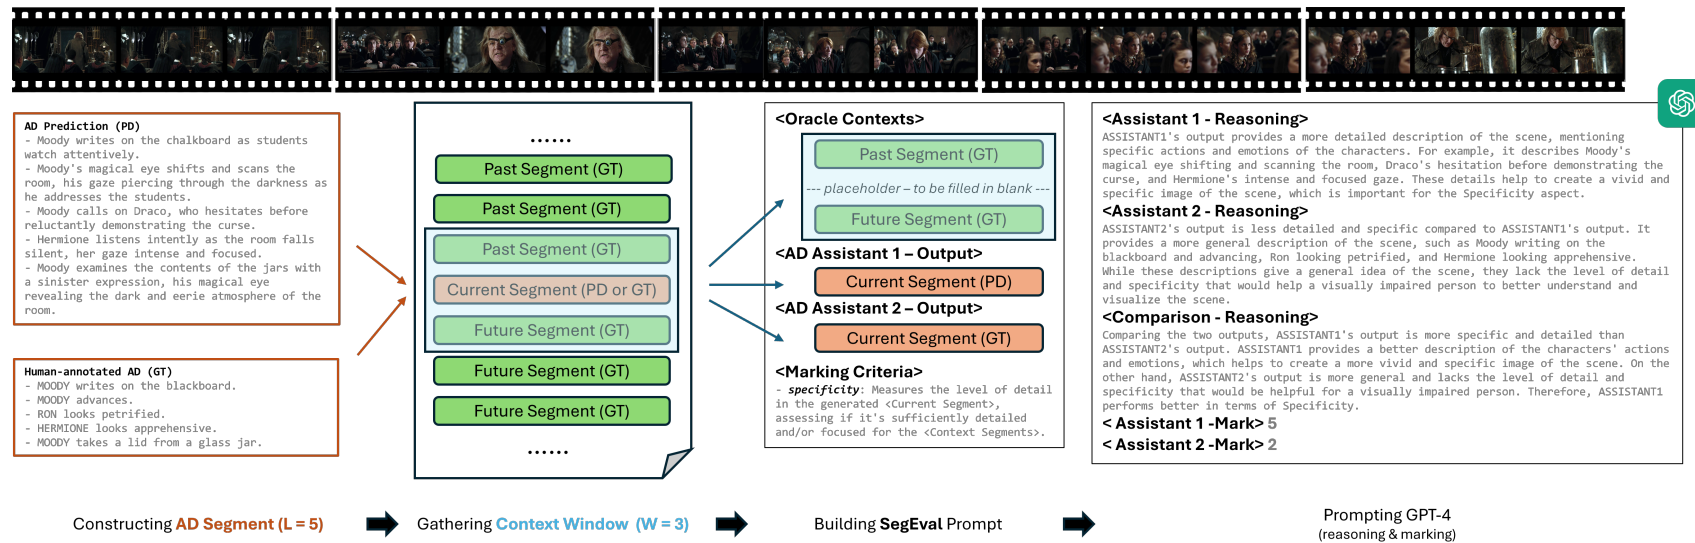 AD Prediction (PD)
- Moody writes on the chalkboard as students
watch attentively.
- Moody's magical eye shifts and scans the
room, his gaze piercing through the darkness as
he addresses the students.
- Moody calls on Draco, who hesitates before
reluctantly demonstrating the curse.
- Hermione listens intently as the room falls
silent, her gaze intense and focused.
- Moody examines the contents of the jars with
a sinister expression, his magical eye
revealing the dark and eerie atmosphere of the
room.
Human-annotated AD (GT)
- MOODY writes on the blackboard.
- MOODY advances.
- RON looks petrified.
- HERMIONE looks apprehensive.
- MOODY takes a lid from a glass jar.
Constructing AD Segment (L = 5)
......
Past Segment (GT)
Past Segment (GT)
Past Segment (GT)
Current Segment (PD or GT)
Future Segment (GT)
Future Segment (GT)
Future Segment (GT)
......
Gathering Context Window (W = 3)
<Oracle Contexts>
Past Segment (GT)
--- placeholder – to be filled in blank ---
Future Segment (GT)
<AD Assistant 1 – Output>
Current Segment (PD)
<AD Assistant 2 – Output>
Current Segment (GT)
<Marking Criteria>
- specificity: Measures the level of detail
in the generated <Current Segment>,
assessing if it's sufficiently detailed
and/or focused for the <Context Segments>.
Building SegEval Prompt
<Assistant 1 - Reasoning>
ASSISTANT1's output provides a more detailed description of the scene, mentioning
specific actions and emotions of the characters. For example, it describes Moody's
magical eye shifting and scanning the room, Draco's hesitation before demonstrating the
curse, and Hermione's intense and focused gaze. These details help to create a vivid and
specific image of the scene, which is important for the Specificity aspect.
<Assistant 2 - Reasoning>
ASSISTANT2's output is less detailed and specific compared to ASSISTANT1's output. It
provides a more general description of the scene, such as Moody writing on the
blackboard and advancing, Ron looking petrified, and Hermione looking apprehensive.
While these descriptions give a general idea of the scene, they lack the level of detail
and specificity that would help a visually impaired person to better understand and
visualize the scene.
<Comparison - Reasoning>
Comparing the two outputs, ASSISTANT1's output is more specific and detailed than
ASSISTANT2's output. ASSISTANT1 provides a better description of the characters' actions
and emotions, which helps to create a more vivid and specific image of the scene. On the
other hand, ASSISTANT2's output is more general and lacks the level of detail and
specificity that would be helpful for a visually impaired person. Therefore, ASSISTANT1
performs better in terms of Specificity.
< Assistant 1 -Mark> 5
< Assistant 2 -Mark> 2
Prompting GPT-4
(reasoning & marking)